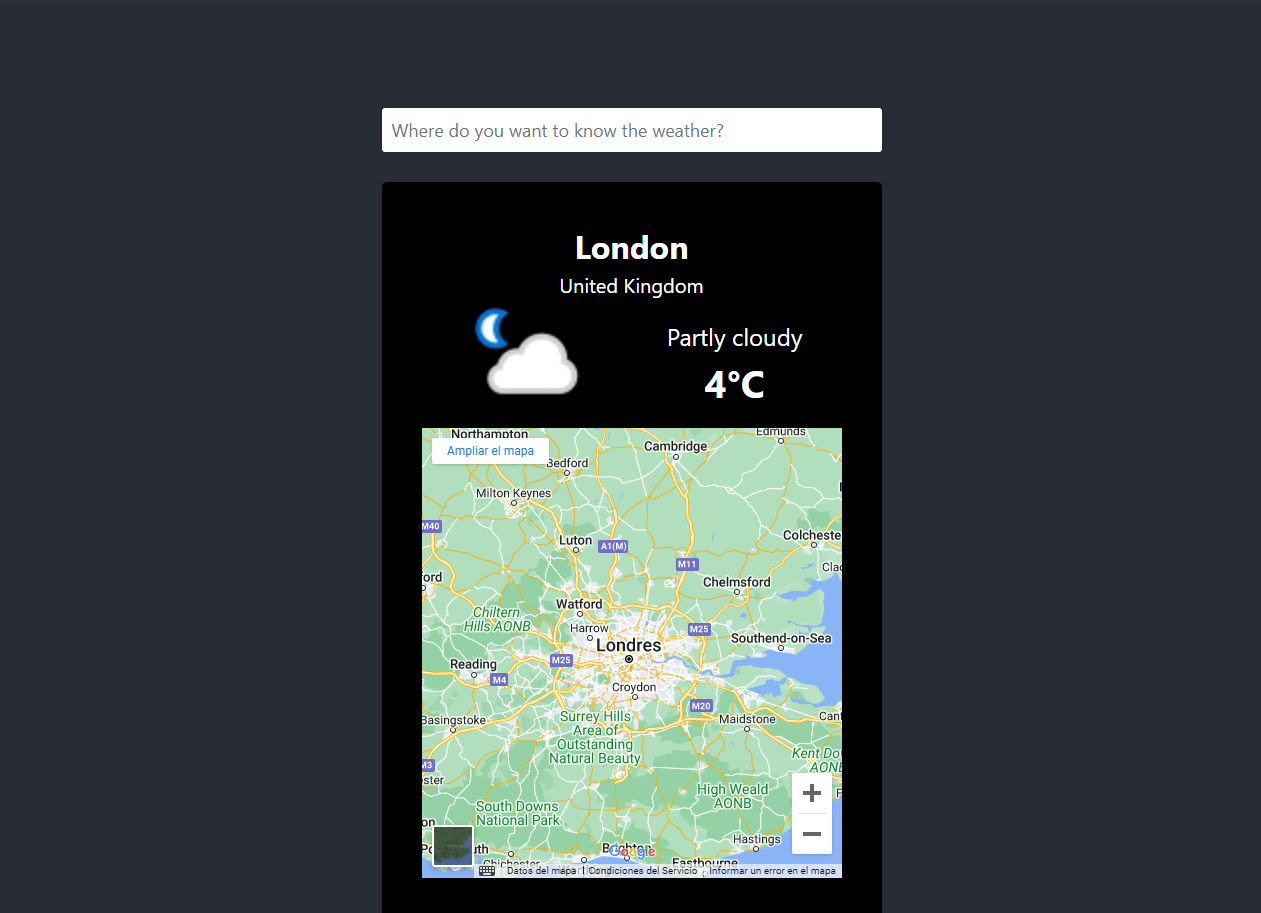 Where do you want to know the weather?
London
United Kingdom
Partly cloudy
4°C
Northampton
Ampliar el mapa
Edmunds
Cambridge
Bedford
Milton Keynes
M40
Colcheste
Luton
A1(M)
M11
Clac
ord
Chelmsford
Watford
Chiltern
Hills AONB
Harrow
M25
Southend-on-Sea
Londres
M25
Reading
M4
Croydon
M20
Basingstoke
Surrey Hills
Area of
Outstanding
Natural Beauty
Maidstone
Cant
Kent Do
AONB
M3
ster
High Weald
AONB
South Downs
National Park
on
uth
Hastings
Brighton
Google
Chichester
Eastbourne
Datos del mapa
Condiciones del Servicio
Informar un error en el mapa